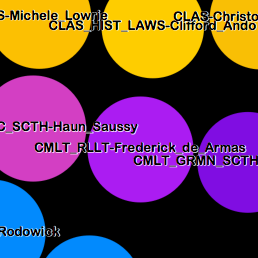 S-Michele_Lowrie
CLAS-Christo
CLAS_HIST_LAWS-Clifford_Ando
C_SCTH-Haun_Saussy
CMLT_RLLT-Frederick_de_Armas
CMLT_GRMN_SCTH
Rodowick